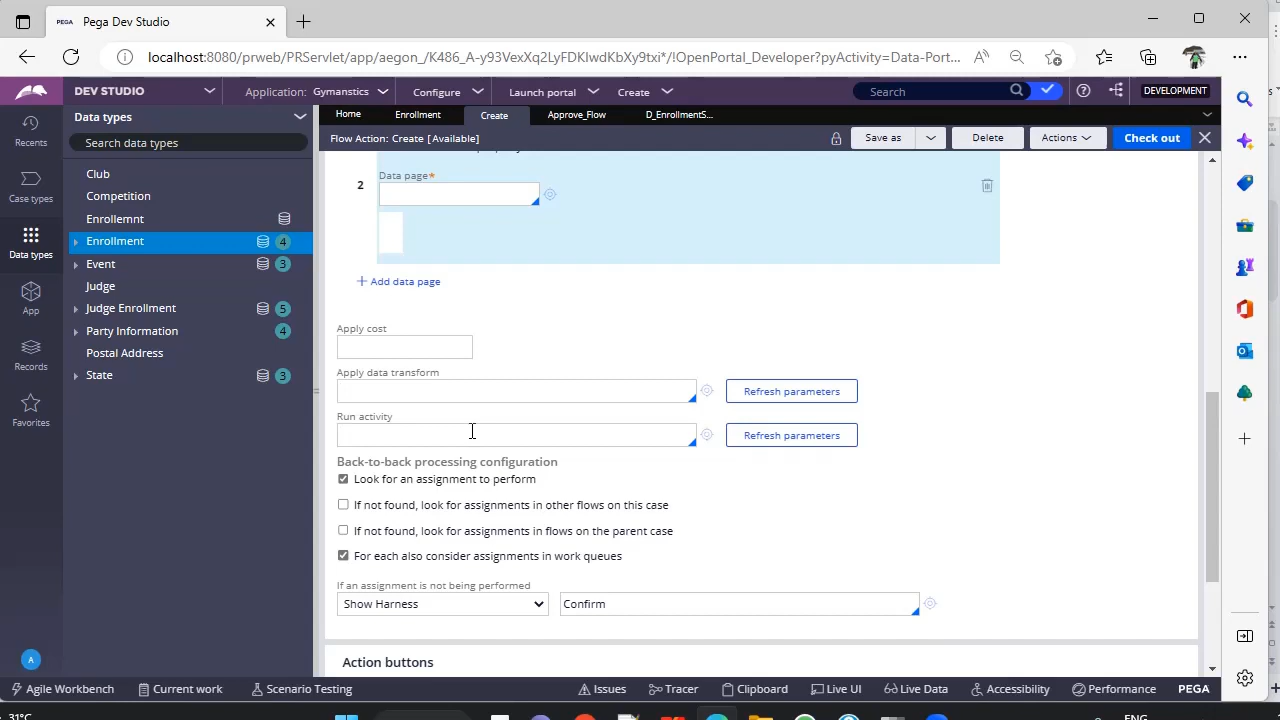 PEGA Pega Dev Studio
localhost:8080/prweb/PRServlet/app/aegon_/K486_A-y93VexXq2LyFDKlwdKbXy9txi*/!OpenPortal_Developer?pyActivity=Data-Port...
DEV STUDIO
Application: Gymanstics
Configure
Launch portal
Create
Search
DEVELOPMENT
Data types
Home
Enrollment
Create
Approve_Flow
D_EnrollmentS...
Recents
Search data types
Flow Action: Create [Available]
Save as
Delete
Actions
Check out
Case types
Data types
App
Records
Favorites
Club
Competition
Enrollemnt
Enrollment 4
Event 3
Judge
Judge Enrollment 5
Party Information 4
Postal Address
State 3
2
Data page*
+ Add data page
Apply cost
Apply data transform
Refresh parameters
Run activity
Refresh parameters
Back-to-back processing configuration
Look for an assignment to perform
If not found, look for assignments in other flows on this case
If not found, look for assignments in flows on the parent case
For each also consider assignments in work queues
If an assignment is not being performed
Show Harness
Confirm
Action buttons
A
Agile Workbench
Current work
Scenario Testing
Issues
Tracer
Clipboard
Live UI
Live Data
Accessibility
Performance
PEGA
31°C
ENG